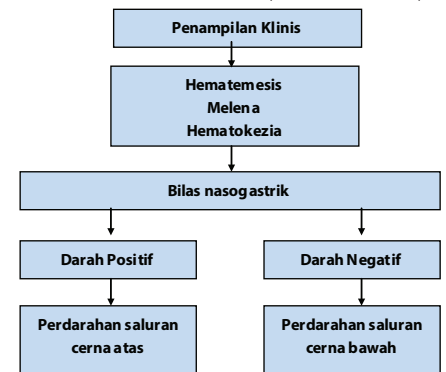 Penampilan Klinis
Hematemesis
Melena
Hematokezia
Bilas nasogastrik
Darah Positif
Darah Negatif
Perdarahan saluran
cerna atas
Perdarahan saluran
cerna bawah